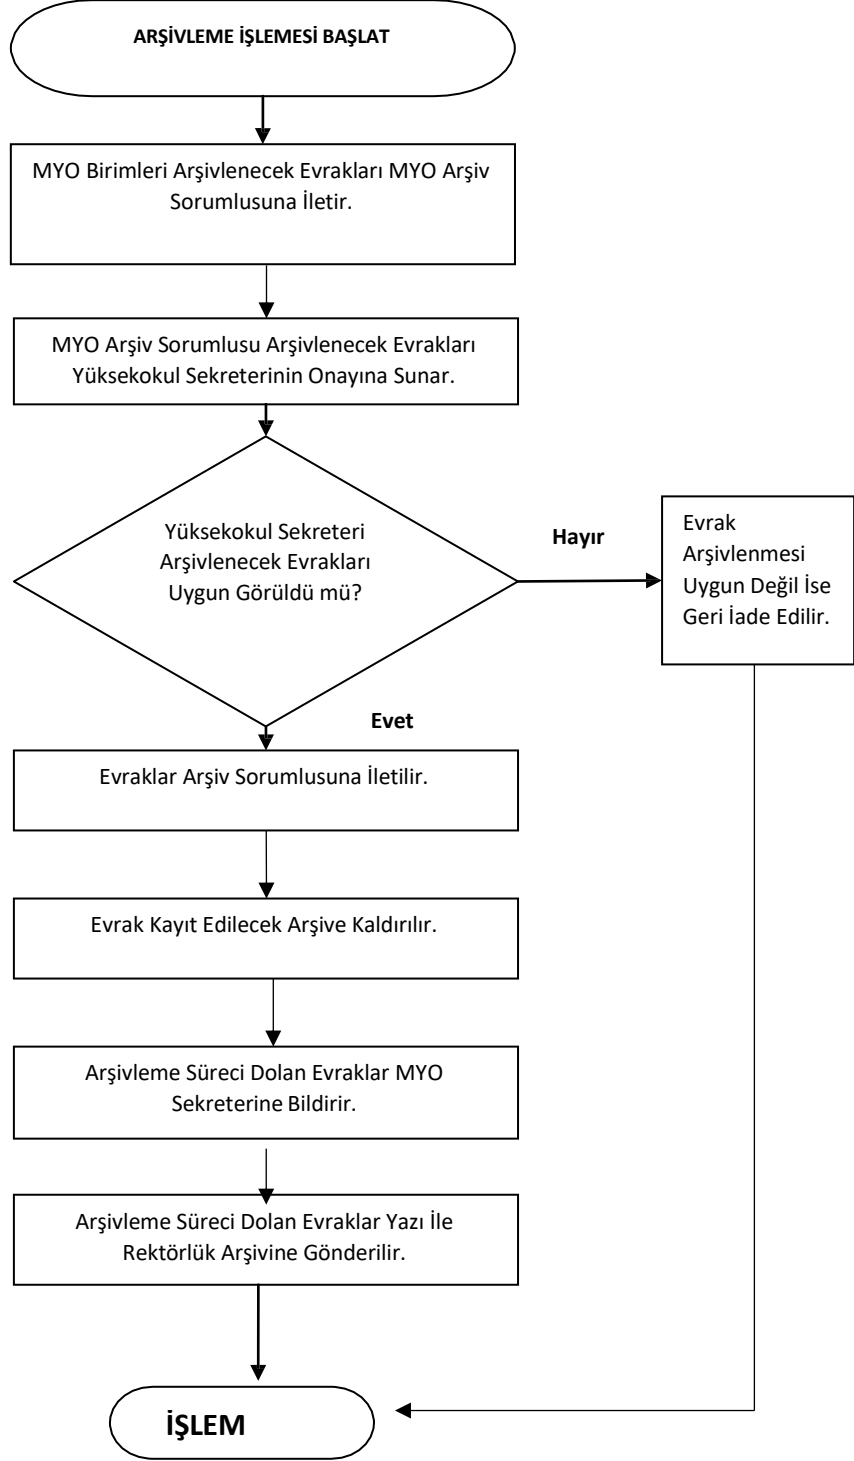 ARŞİVLEME İŞLEMESİ BAŞLAT
MYO Birimleri Arşivlenecek Evrakları MYO Arşiv
Sorumlusuna İletir.
MYO Arşiv Sorumlusu Arşivlenecek Evrakları
Yüksekokul Sekreterinin Onayına Sunar.
Yüksekokul Sekreteri
Arşivlenecek Evrakları
Uygun Görüldü mü?
Hayır
Evrak
Arşivlenmesi
Uygun Değil İse
Geri İade Edilir.
Evet
Evraklar Arşiv Sorumlusuna İletilir.
Evrak Kayıt Edilecek Arşive Kaldırılır.
Arşivleme Süreci Dolan Evraklar MYO
Sekreterine Bildirir.
Arşivleme Süreci Dolan Evraklar Yazı İle
Rektörlük Arşivine Gönderilir.
İŞLEM